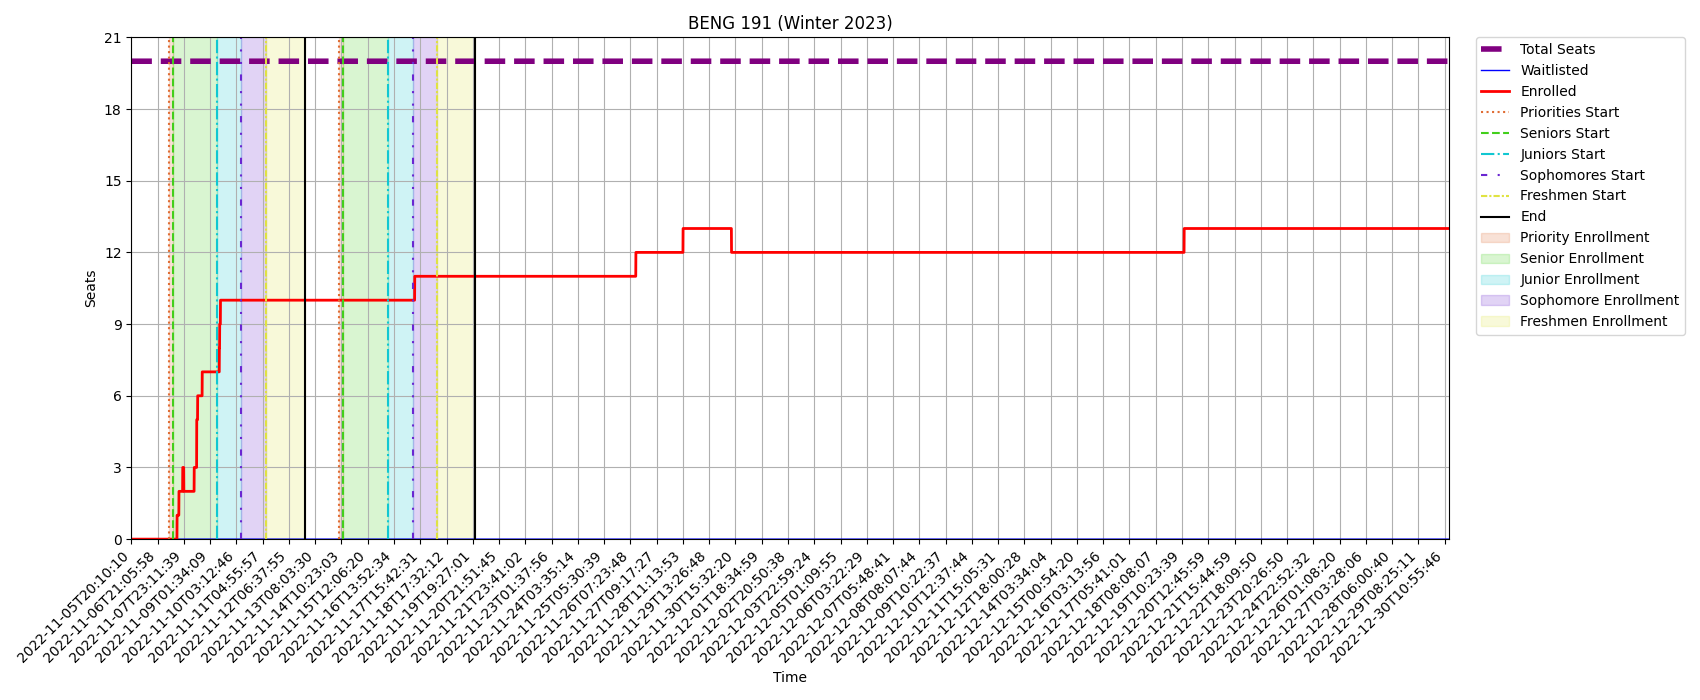 BENG 191 (Winter 2023)
Seats
21
18
15
12
9
6
3
0
2022-11-05T20:10:10
2022-11-06T21:05:58
2022-11-07T23:11:39
2022-11-09T01:34:09
2022-11-10T03:12:46
2022-11-11T04:55:57
2022-11-12T06:37:55
2022-11-13T08:03:30
2022-11-14T10:23:03
2022-11-15T12:06:20
2022-11-16T13:52:34
2022-11-17T15:42:31
2022-11-18T17:32:12
2022-11-19T19:27:01
2022-11-20T21:51:45
2022-11-21T23:41:02
2022-11-23T01:37:56
2022-11-24T03:35:14
2022-11-25T05:30:39
2022-11-26T07:23:48
2022-11-27T09:17:27
2022-11-28T11:13:53
2022-11-29T13:26:48
2022-11-30T15:32:20
2022-12-01T18:34:59
2022-12-02T20:50:38
2022-12-03T22:59:24
2022-12-05T01:09:55
2022-12-06T03:22:29
2022-12-07T05:48:41
2022-12-08T08:07:44
2022-12-09T10:22:37
2022-12-10T12:37:44
2022-12-11T15:05:31
2022-12-12T18:00:28
2022-12-14T03:34:04
2022-12-15T00:54:20
2022-12-16T03:13:56
2022-12-17T05:41:01
2022-12-18T08:08:07
2022-12-19T10:23:39
2022-12-20T12:45:59
2022-12-21T15:44:59
2022-12-22T18:09:50
2022-12-23T20:26:50
2022-12-24T22:52:32
2022-12-26T01:08:20
2022-12-27T03:28:06
2022-12-28T06:00:40
2022-12-29T08:25:11
2022-12-30T10:55:46
Time
Total Seats
Waitlisted
Enrolled
Priorities Start
Seniors Start
Juniors Start
Sophomores Start
Freshmen Start
End
Priority Enrollment
Senior Enrollment
Junior Enrollment
Sophomore Enrollment
Freshmen Enrollment